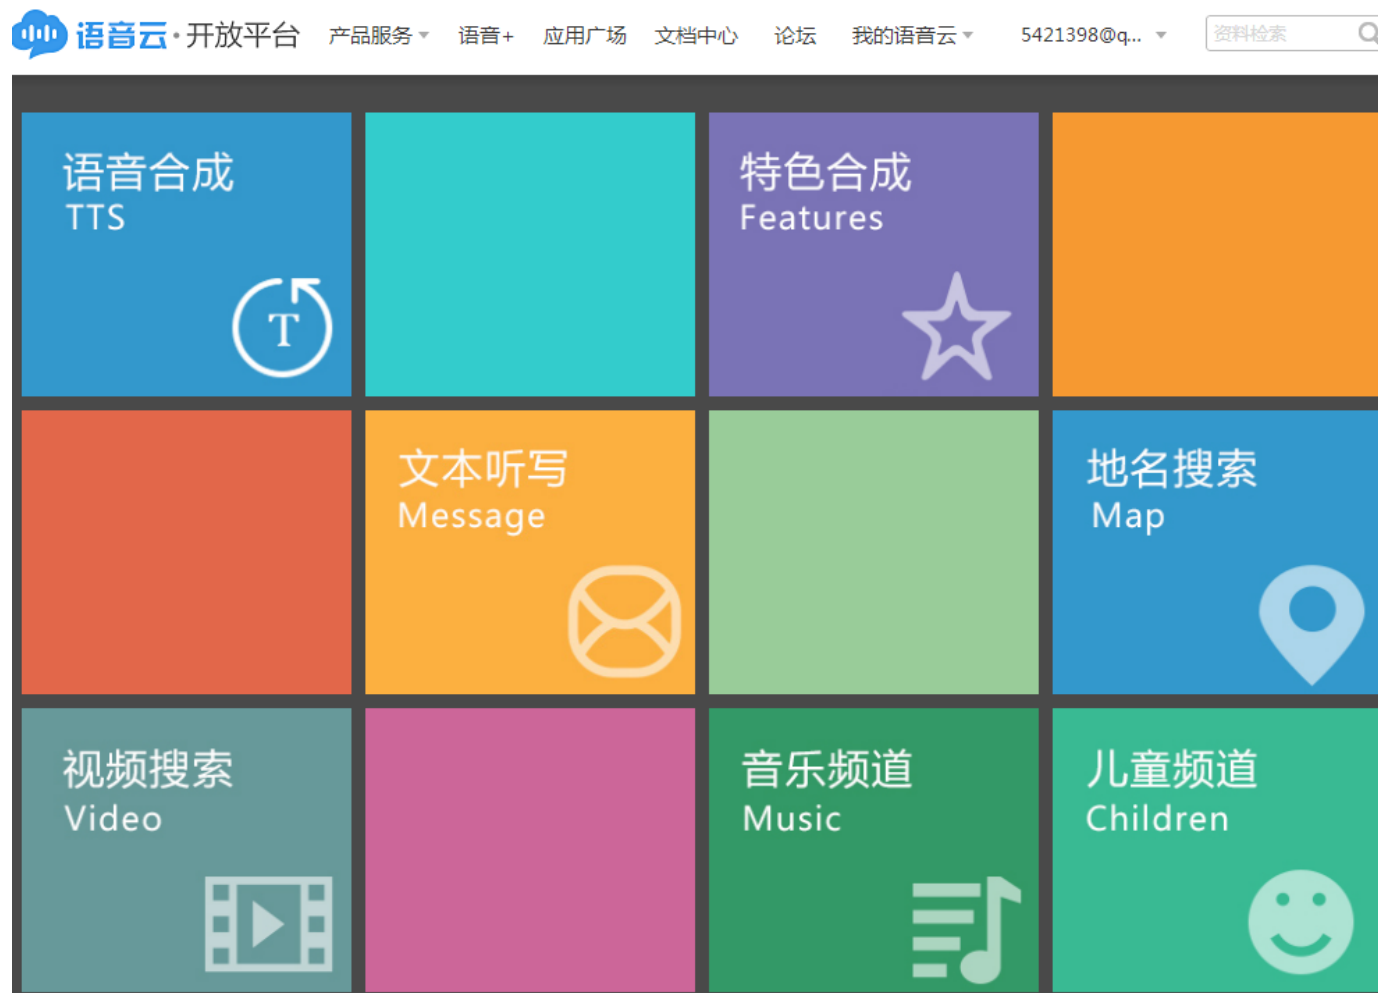 语音云·开放平台 产品服务 语音+ 应用广场 文档中心 论坛 我的语音云 5421398@q... 资料检索
语音合成
TTS
T
特色合成
Features
文本听写
Message
地名搜索
Map
视频搜索
Video
音乐频道
Music
儿童频道
Children